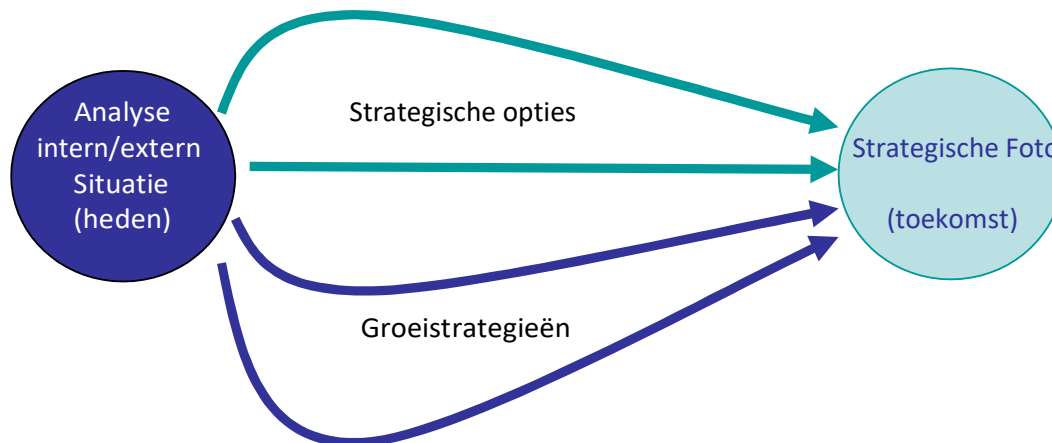 Analyse
intern/extern
Situatie
(heden)
Strategische opties
Groeistrategieën
Strategische Foto
(toekomst)